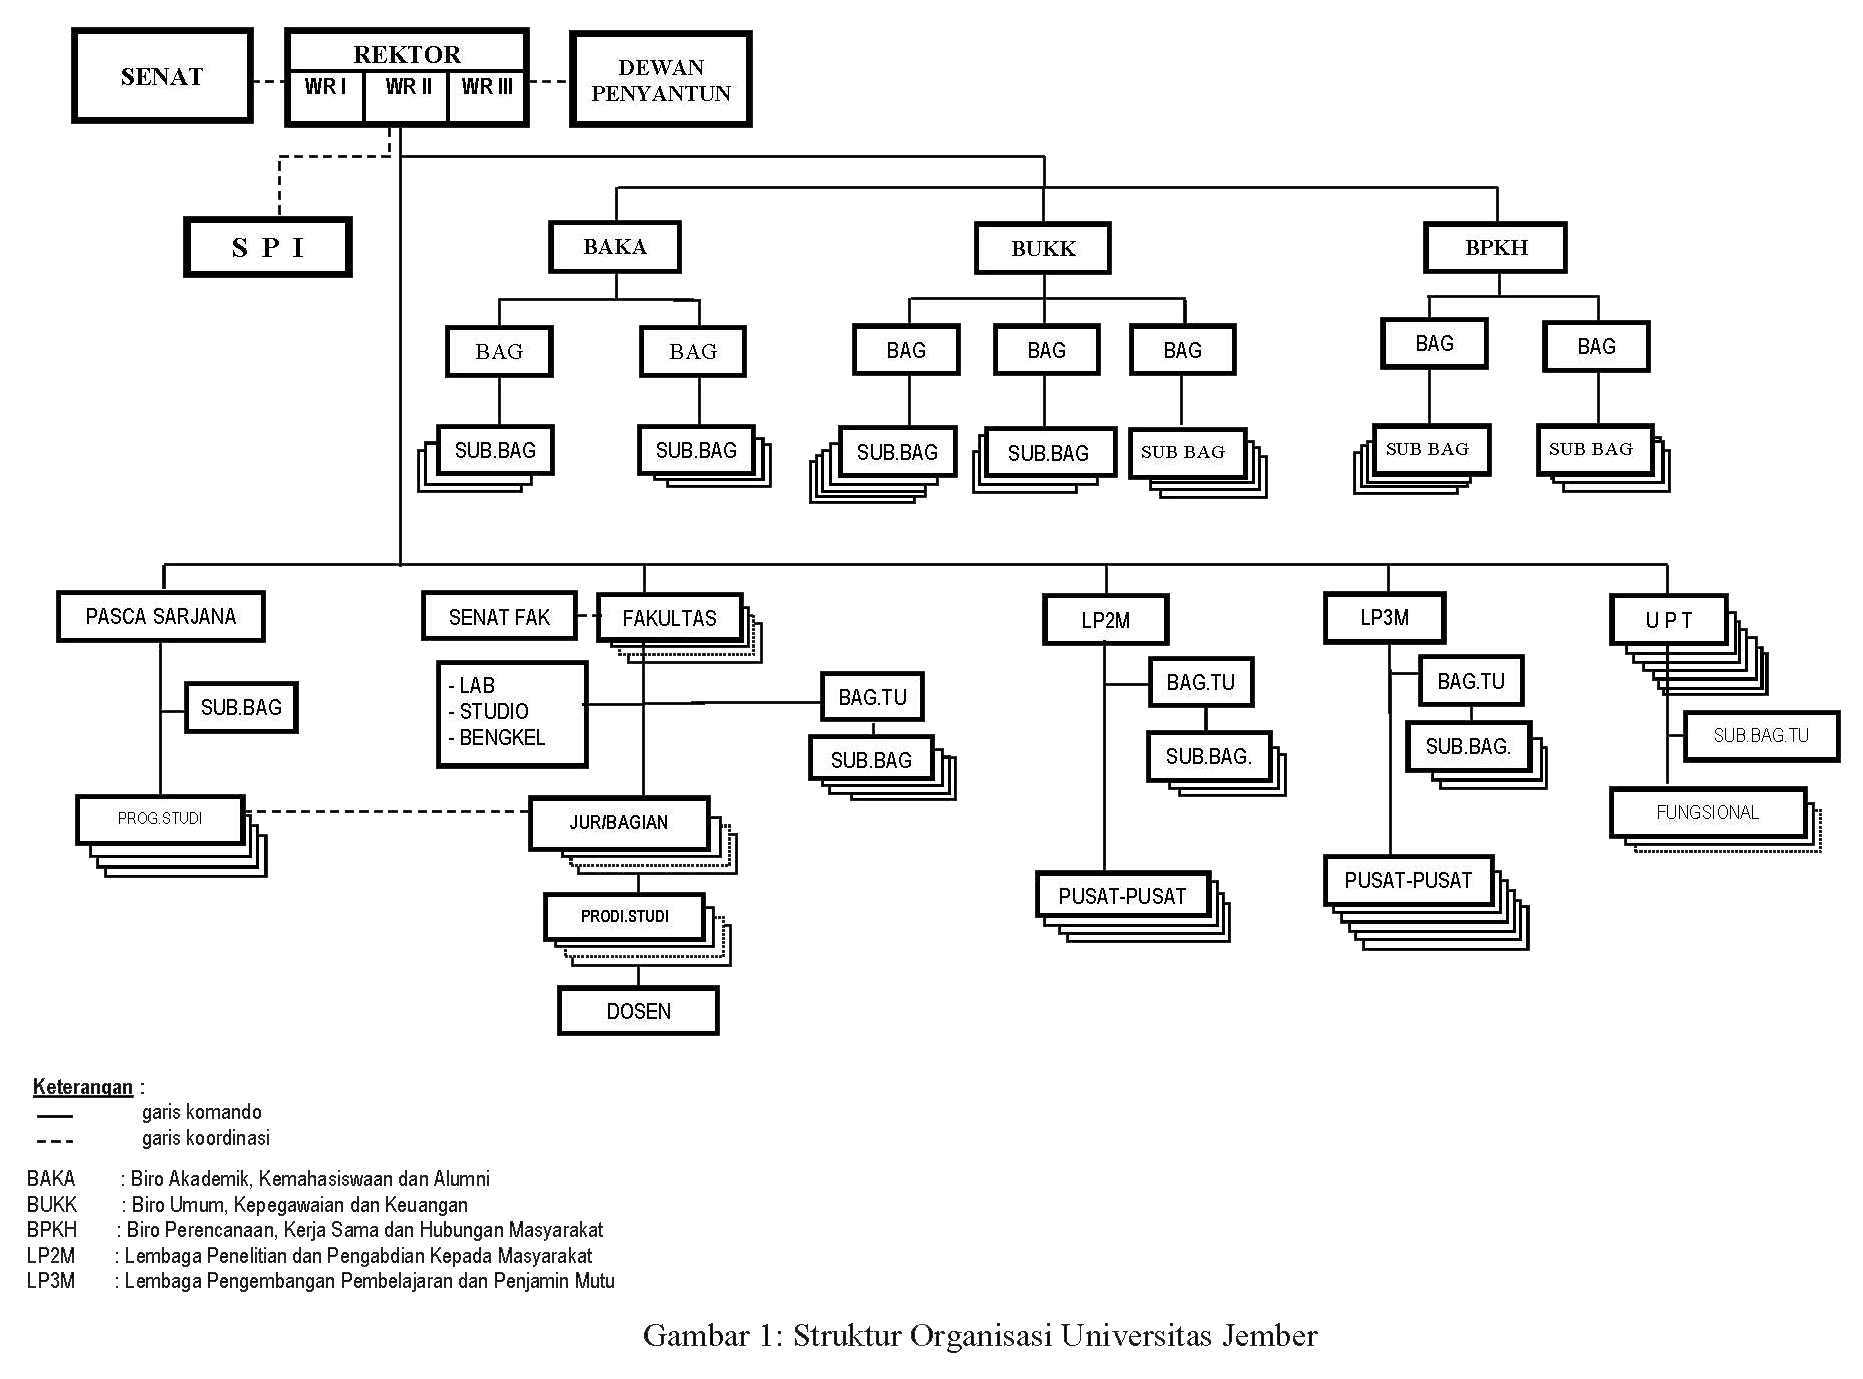 SENAT
REKTOR
WR I WR II WR III
DEWAN
PENYANTUN
S P I
BAKA
BUKK
BPKH
BAG
BAG
BAG
BAG
BAG
BAG
BAG
SUB.BAG
SUB.BAG
SUB.BAG
SUB.BAG
SUB BAG
SUB BAG
SUB BAG
PASCA SARJANA
SENAT FAK
FAKULTAS
LP2M
LP3M
U P T
SUB.BAG
- LAB
- STUDIO
- BENGKEL
BAG.TU
BAG.TU
BAG.TU
SUB.BAG
SUB.BAG.
SUB.BAG.
SUB.BAG.TU
PROG.STUDI
JUR/BAGIAN
FUNGSIONAL
PRODI.STUDI
PUSAT-PUSAT
PUSAT-PUSAT
DOSEN
Keterangan :
garis komando
garis koordinasi
BAKA : Biro Akademik, Kemahasiswaan dan Alumni
BUKK : Biro Umum, Kepegawaian dan Keuangan
BPKH : Biro Perencanaan, Kerja Sama dan Hubungan Masyarakat
LP2M : Lembaga Penelitian dan Pengabdian Kepada Masyarakat
LP3M : Lembaga Pengembangan Pembelajaran dan Penjamin Mutu
Gambar 1: Struktur Organisasi Universitas Jember